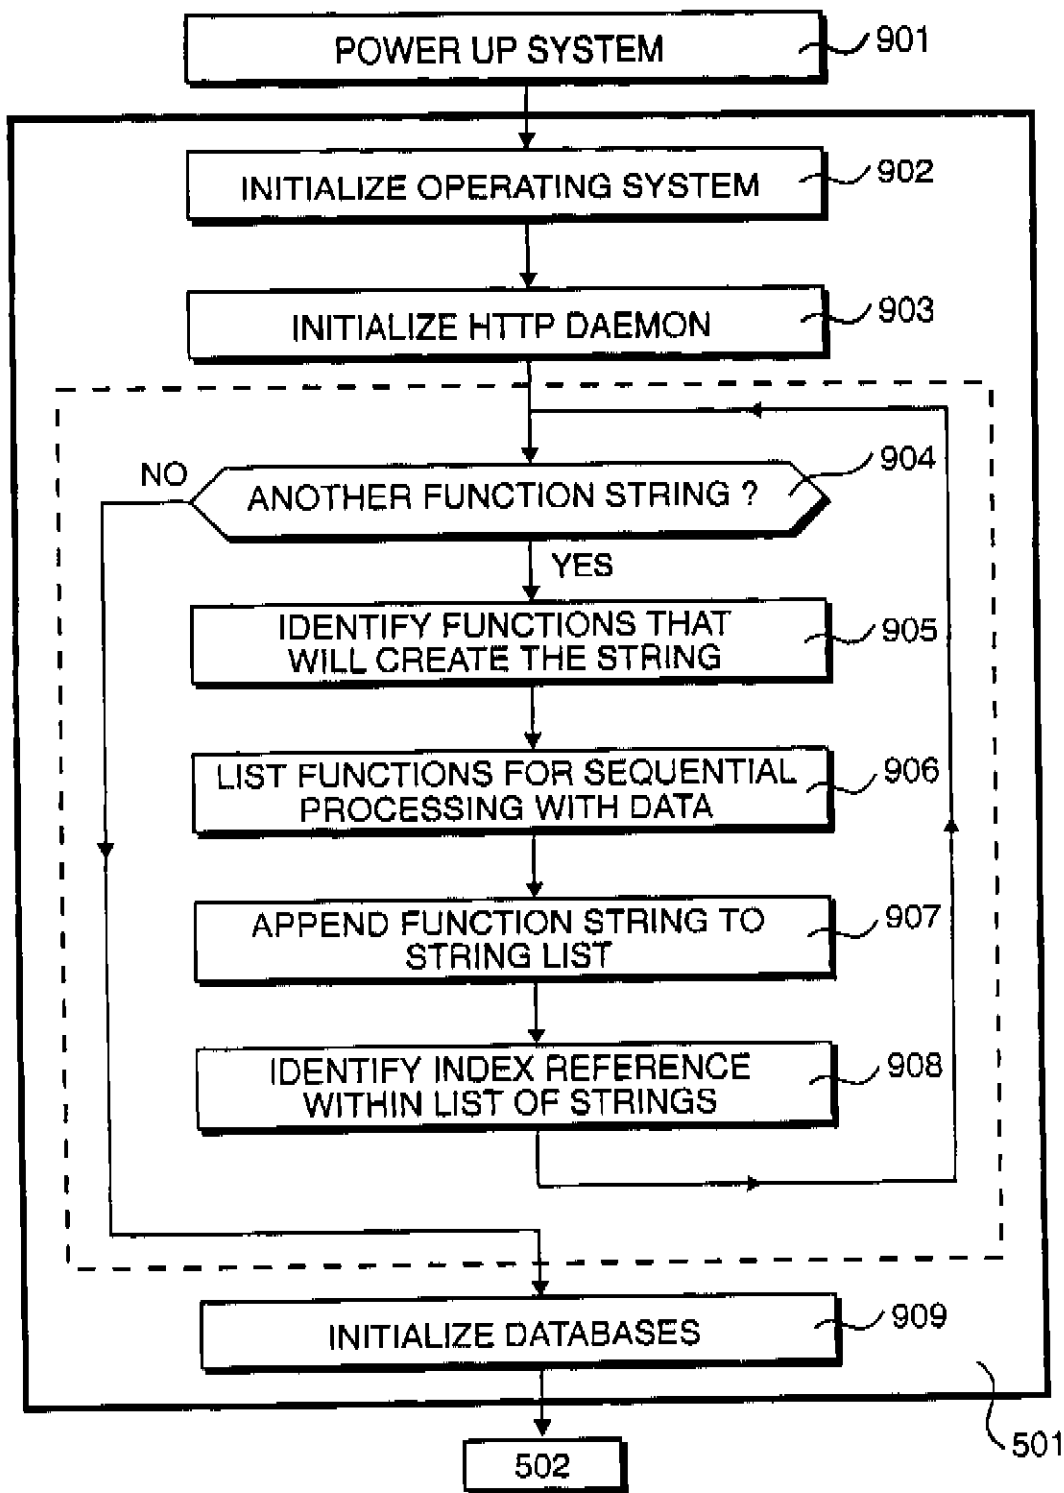 POWER UP SYSTEM
901
INITIALIZE OPERATING SYSTEM
902
INITIALIZE HTTP DAEMON
903
NO
ANOTHER FUNCTION STRING ?
904
YES
IDENTIFY FUNCTIONS THAT
WILL CREATE THE STRING
905
LIST FUNCTIONS FOR SEQUENTIAL
PROCESSING WITH DATA
906
APPEND FUNCTION STRING TO
STRING LIST
907
IDENTIFY INDEX REFERENCE
WITHIN LIST OF STRINGS
908
INITIALIZE DATABASES
909
501
502